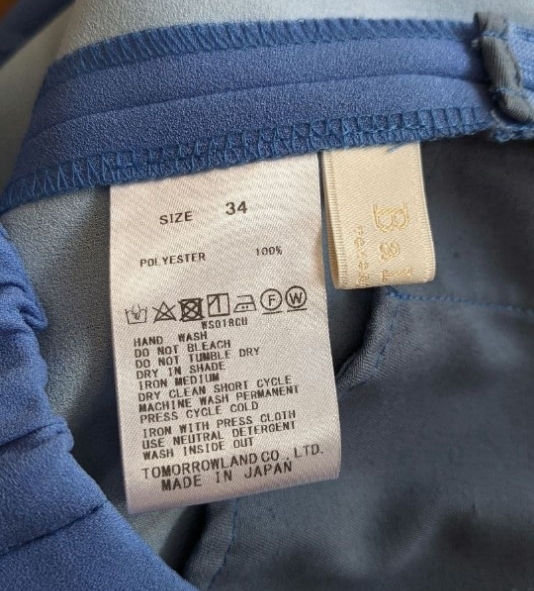 SIZE 34
POLYESTER 100%
F W
WS018CU
HAND WASH
DO NOT BLEACH
DO NOT TUMBLE DRY
DRY IN SHADE
IRON MEDIUM
DRY CLEAN SHORT CYCLE
MACHINE WASH PERMANENT
PRESS CYCLE COLD
IRON WITH PRESS CLOTH
USE NEUTRAL DETERGENT
WASH INSIDE OUT
TOMORROWLAND CO., LTD.
MADE IN JAPAN